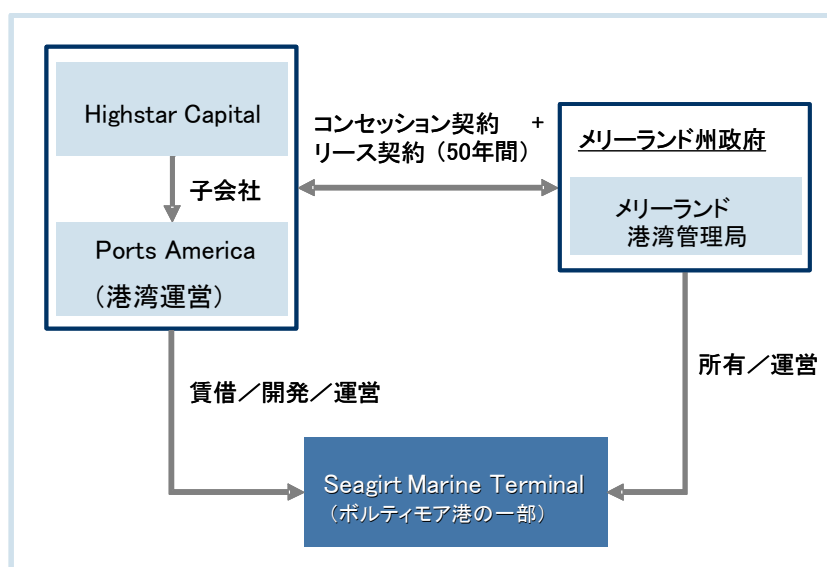 Highstar Capital
子会社
Ports America
（港湾運営）
コンセッション契約　+
リース契約（50年間）
メリーランド州政府
メリーランド
港湾管理局
賃借／開発／運営
所有／運営
Seagirt Marine Terminal
（ボルティモア港の一部）